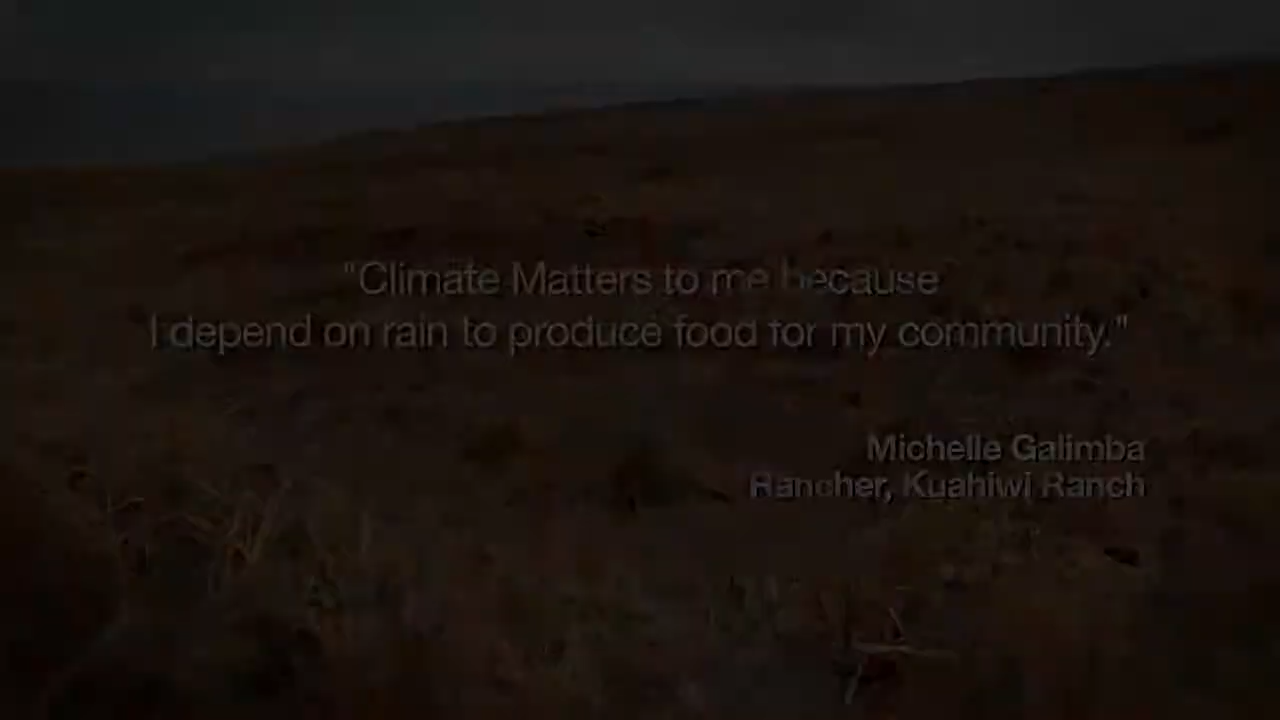 "Climate Matters to me because
I depend on rain to produce food for my community."
Michelle Galimba
Rancher, Kuahiwi Ranch